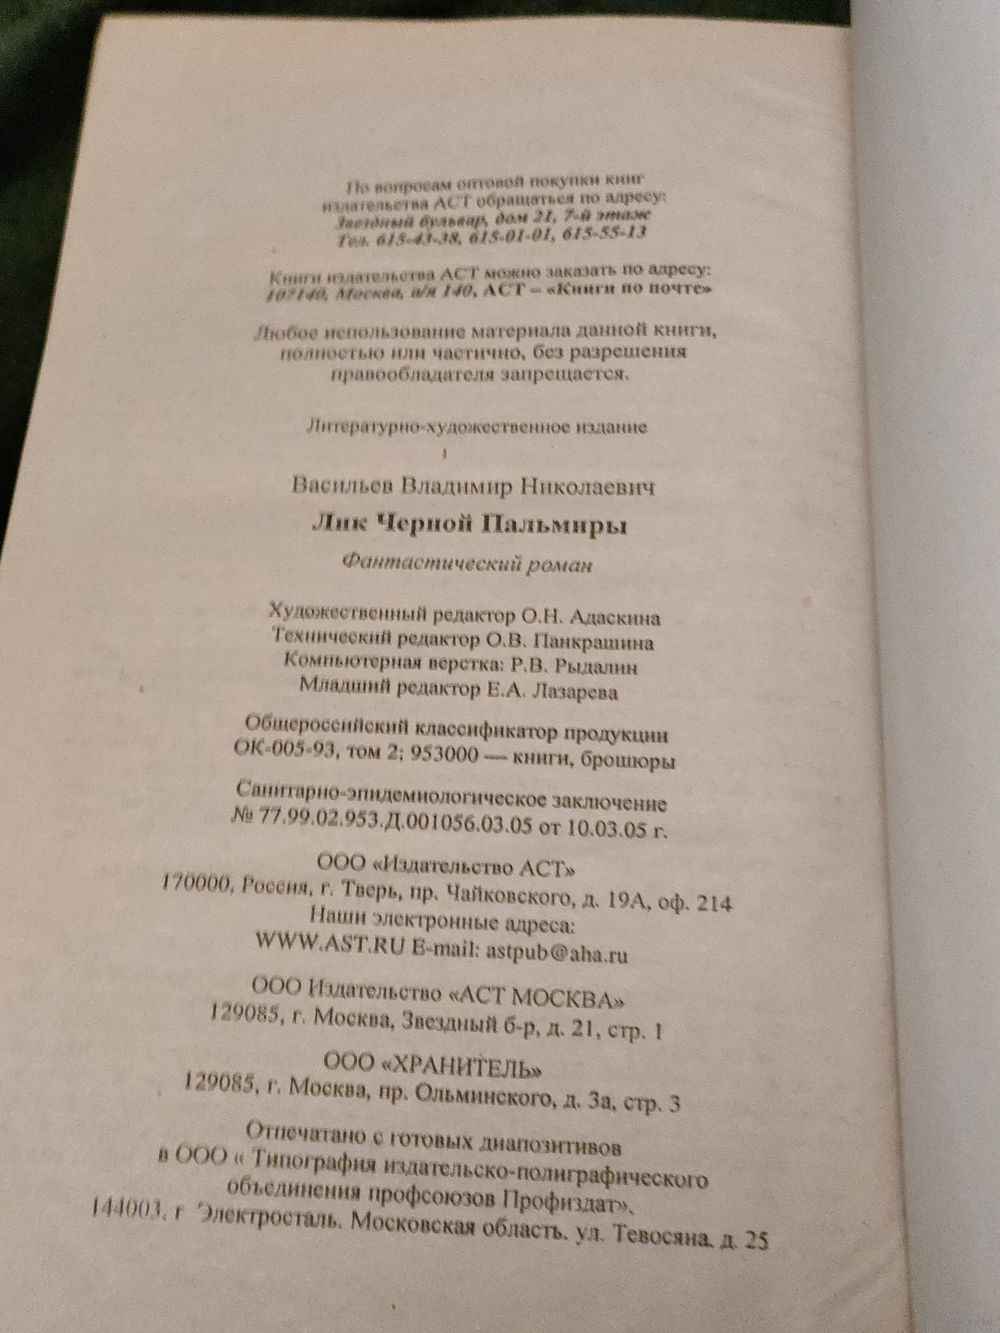 По вопросам оптовой покупки книг
издательства АСТ обращаться по адресу:
Звездный бульвар, дом 21, 7-й этаж
Тел. 615-43-38, 615-01-01, 615-55-13
Книги издательства АСТ можно заказать по адресу:
107140, Москва, а/я 140, АСТ – «Книги по почте»
Любое использование материала данной книги,
полностью или частично, без разрешения
правообладателя запрещается.
Литературно-художественное издание
Васильев Владимир Николаевич
Лик Черной Пальмиры
Фантастический роман
Художественный редактор О.Н. Адаскина
Технический редактор О.В. Панкрашина
Компьютерная верстка: Р.В. Рыдалин
Младший редактор Е.А. Лазарева
Общероссийский классификатор продукции
ОК-005-93, том 2; 953000 — книги, брошюры
Санитарно-эпидемиологическое заключение
№ 77.99.02.953.Д.001056.03.05 от 10.03.05 г.
ООО «Издательство АСТ»
170000, Россия, г. Тверь, пр. Чайковского, д. 19А, оф. 214
Наши электронные адреса:
WWW.AST.RU E-mail: astpub@aha.ru
ООО Издательство «АСТ МОСКВА»
129085, г. Москва, Звездный б-р, д. 21, стр. 1
ООО «ХРАНИТЕЛЬ»
129085, г. Москва, пр. Ольминского, д. 3а, стр. 3
Отпечатано с готовых диапозитивов
в ООО « Типография издательско-полиграфического
объединения профсоюзов Профиздат»,
144003, г Электросталь, Московская область, ул. Тевосяна, д. 25